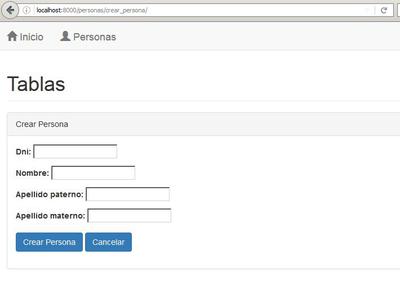 localhost:8000/personas/crear_persona/
Inicio Personas
Tablas
Crear Persona
Dni:
Nombre:
Apellido paterno:
Apellido materno:
Crear Persona Cancelar